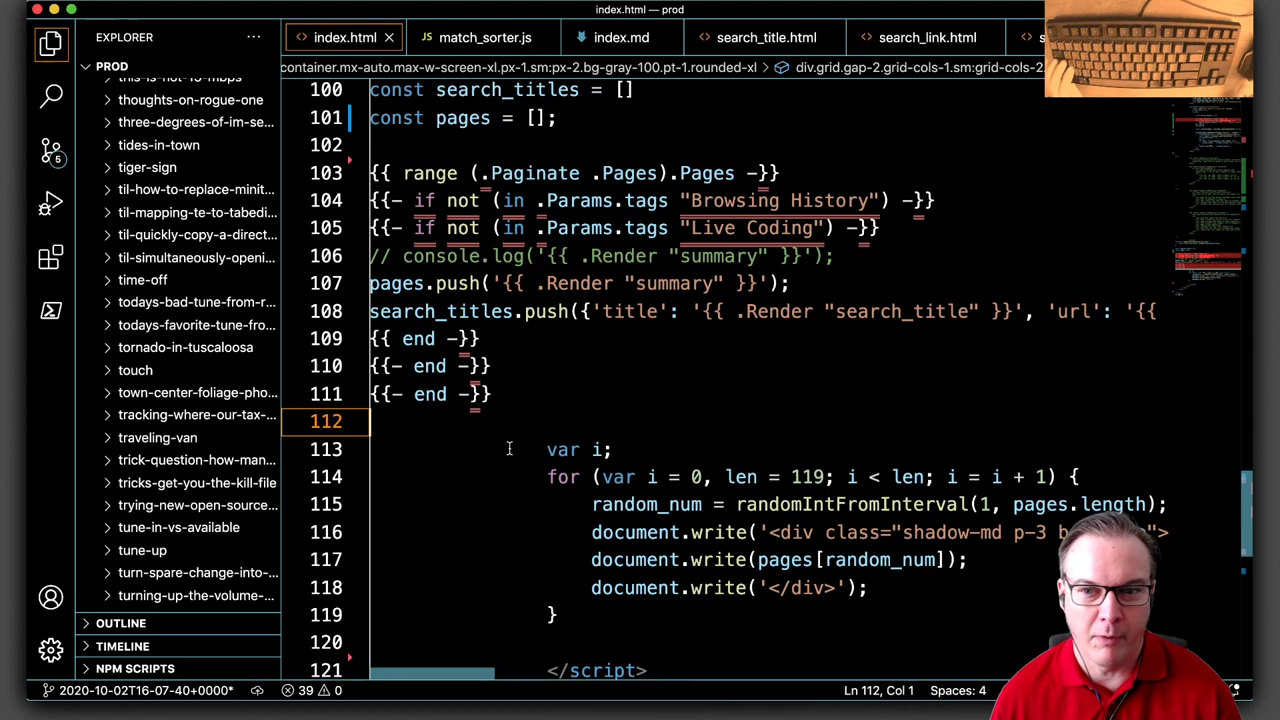 index.html — prod
EXPLORER ···
index.html
match_sorter.js
index.md
search_title.html
search_link.html
PROD
container.mx-auto.max-w-screen-xl.px-1.sm:px-2.bg-gray-100.pt-1.rounded-xl > div.grid.gap-2.grid-cols-1.sm:grid-cols-2
this-is-not-15-mbps
thoughts-on-rogue-one
three-degrees-of-im-se...
tides-in-town
tiger-sign
til-how-to-replace-minit...
til-mapping-te-to-tabedi...
til-quickly-copy-a-direct...
til-simultaneously-openi...
time-off
todays-bad-tune-from-r...
todays-favorite-tune-fro...
tornado-in-tuscaloosa
touch
town-center-foliage-pho...
tracking-where-our-tax-...
traveling-van
trick-question-how-man...
tricks-get-you-the-kill-file
trying-new-open-source...
tune-in-vs-available
tune-up
turn-spare-change-into-...
turning-up-the-volume-...
OUTLINE
TIMELINE
NPM SCRIPTS
100 const search_titles = []
101 const pages = [];
102
103 {{ range (.Paginate .Pages).Pages -}}
104 {{- if not (in .Params.tags "Browsing History") -}}
105 {{- if not (in .Params.tags "Live Coding") -}}
106 // console.log('{{ .Render "summary" }}');
107 pages.push('{{ .Render "summary" }}');
108 search_titles.push({'title': '{{ .Render "search_title" }}', 'url': '{{
109 {{ end -}}
110 {{- end -}}
111 {{- end -}}
112
113 var i;
114 for (var i = 0, len = 119; i < len; i = i + 1) {
115 random_num = randomIntFromInterval(1, pages.length);
116 document.write('<div class="shadow-md p-3
117 document.write(pages[random_num]);
118 document.write('</div>');
119 }
120
121 </script>
5
2020-10-02T16-07-40+0000* 39 0
Ln 112, Col 1 Spaces: 4